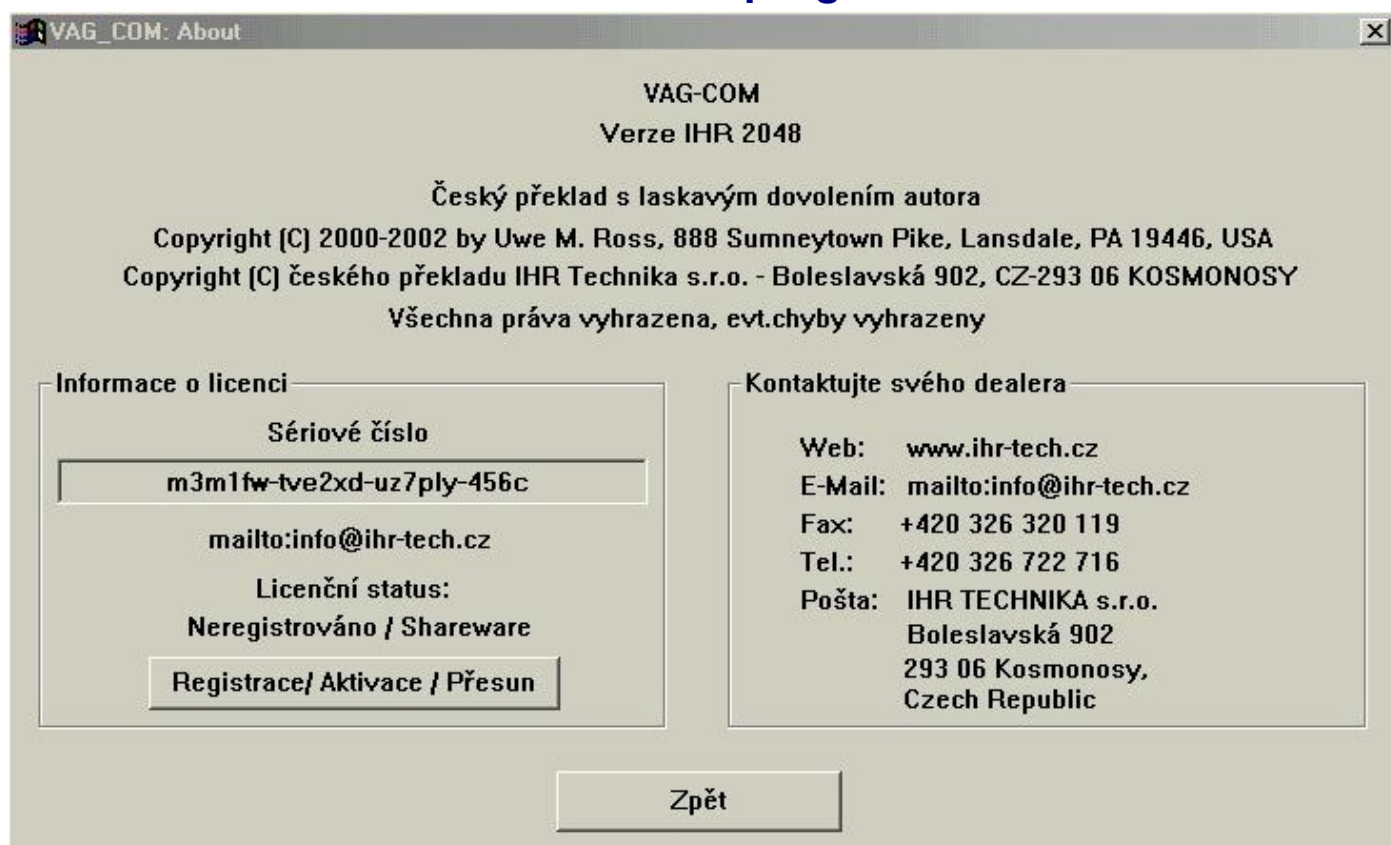 VAG_COM: About
VAG-COM
Verze IHR 2048
Český překlad s laskavým dovolením autora
Copyright (C) 2000-2002 by Uwe M. Ross, 888 Sumneytown Pike, Lansdale, PA 19446, USA
Copyright (C) českého překladu IHR Technika s.r.o. - Boleslavská 902, CZ-293 06 KOSMONOSY
Všechna práva vyhrazena, evt.chyby vyhrazeny
Informace o licenci
Sériové číslo
m3m1fw-tve2xd-uz7ply-456c
mailto:info@ihr-tech.cz
Licenční status:
Neregistrováno / Shareware
Registrace/ Aktivace / Přesun
Kontaktujte svého dealera
Web: www.ihr-tech.cz
E-Mail: mailto:info@ihr-tech.cz
Fax: +420 326 320 119
Tel.: +420 326 722 716
Pošta: IHR TECHNIKA s.r.o.
Boleslavská 902
293 06 Kosmonosy,
Czech Republic
Zpět